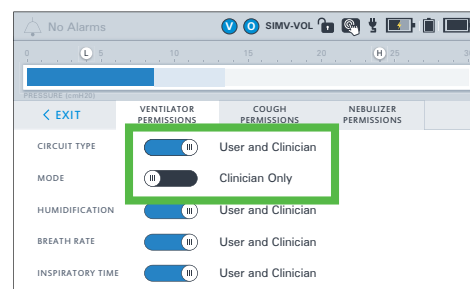 No Alarms V O SIMV-VOL
0 L 5 10 15 20 H 25 30
PRESSURE (cmH20)
< EXIT VENTILATOR PERMISSIONS COUGH PERMISSIONS NEBULIZER PERMISSIONS
CIRCUIT TYPE User and Clinician
MODE Clinician Only
HUMIDIFICATION User and Clinician
BREATH RATE User and Clinician
INSPIRATORY TIME User and Clinician